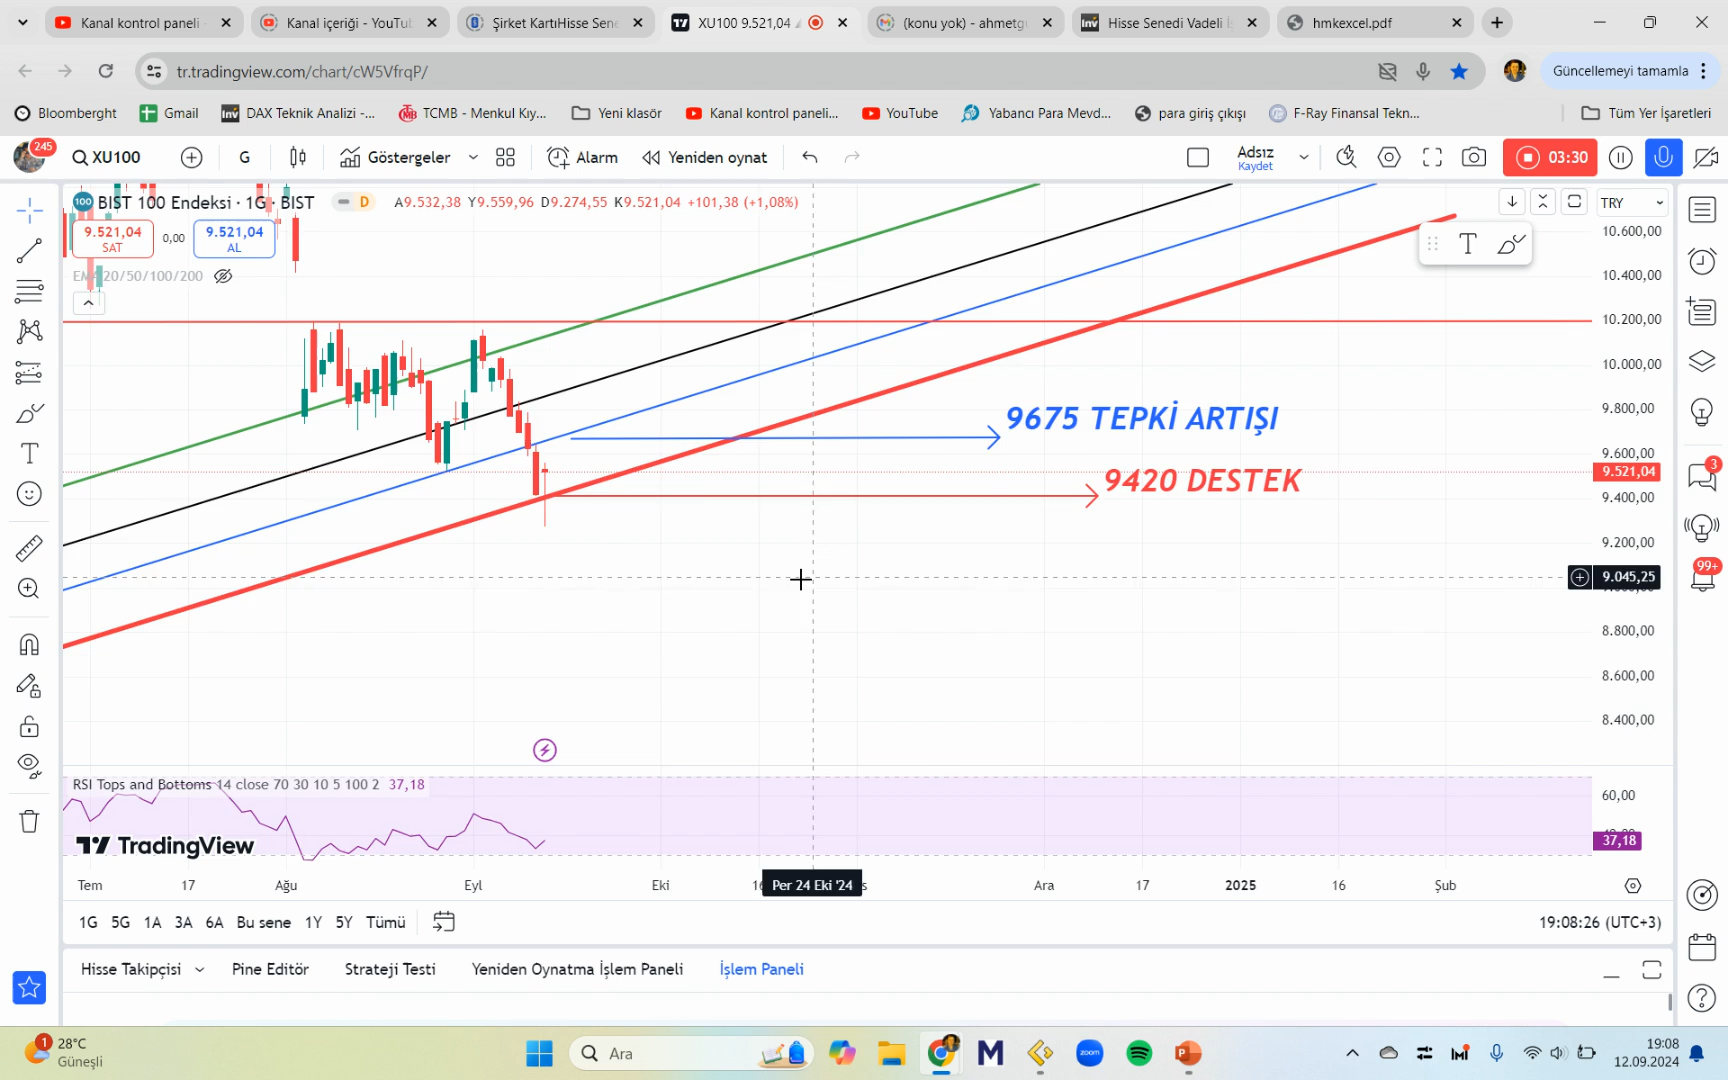 Kanal kontrol paneli
Kanal içeriği - YouTu
Şirket KartıHisse Sene
XU100 9.521,04
(konu yok) - ahmetg
Hisse Senedi Vadeli İ
hmkexcel.pdf
tr.tradingview.com/chart/cW5VfrqP/
Güncellemeyi tamamla
Bloomberght
Gmail
Inv DAX Teknik Analizi -...
TCMB - Menkul Kıy...
Yeni klasör
Kanal kontrol paneli...
YouTube
Yabancı Para Mevd...
para giriş çıkışı
F-Ray Finansal Tekn...
Tüm Yer İşaretleri
245
XU100
G
Göstergeler
Alarm
Yeniden oynat
Adsız
Kaydet
03:30
100 BIST 100 Endeksi · 1G · BIST
D
A9.532,38 Y9.559,96 D9.274,55 K9.521,04 +101,38 (+1,08%)
TRY
9.521,04
SAT
0,00
9.521,04
AL
EMA 20/50/100/200
10.600,00
10.400,00
10.200,00
10.000,00
9.800,00
9.600,00
9.521,04
9.400,00
9.200,00
9.045,25
8.800,00
8.600,00
8.400,00
9675 TEPKİ ARTIŞI
9420 DESTEK
3
99+
RSI Tops and Bottoms 14 close 70 30 10 5 100 2 37,18
60,00
37,18
TradingView
Tem
17
Ağu
Eyl
Eki
Per 24 Eki '24
Ara
17
2025
16
Şub
1G 5G 1A 3A 6A Bu sene 1Y 5Y Tümü
19:08:26 (UTC+3)
Hisse Takipçisi
Pine Editör
Strateji Testi
Yeniden Oynatma İşlem Paneli
İşlem Paneli
1
28°C
Güneşli
Ara
zoom
19:08
12.09.2024